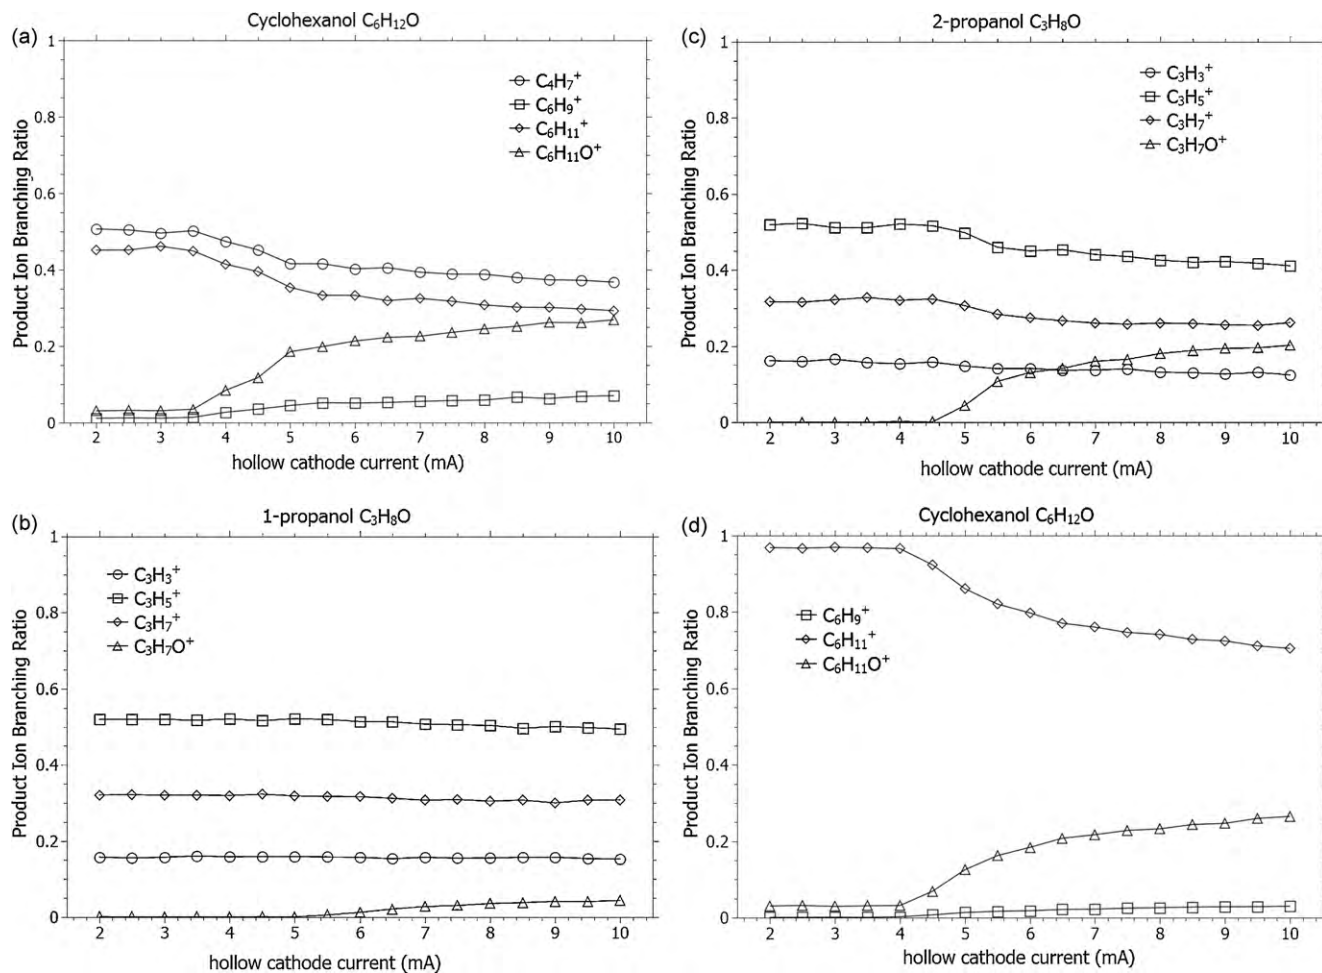 (a)
Cyclohexanol C₆H₁₂O
Product Ion Branching Ratio
1
0.8
0.6
0.4
0.2
0
C₄H₇⁺
C₆H₉⁺
C₆H₁₁⁺
C₆H₁₁O⁺
2 3 4 5 6 7 8 9 10
hollow cathode current (mA)
(c)
2-propanol C₃H₈O
Product Ion Branching Ratio
1
0.8
0.6
0.4
0.2
0
C₃H₃⁺
C₃H₅⁺
C₃H₇⁺
C₃H₇O⁺
2 3 4 5 6 7 8 9 10
hollow cathode current (mA)
(b)
1-propanol C₃H₈O
Product Ion Branching Ratio
1
0.8
0.6
0.4
0.2
0
C₃H₃⁺
C₃H₅⁺
C₃H₇⁺
C₃H₇O⁺
2 3 4 5 6 7 8 9 10
hollow cathode current (mA)
(d)
Cyclohexanol C₆H₁₂O
Product Ion Branching Ratio
1
0.8
0.6
0.4
0.2
0
C₆H₉⁺
C₆H₁₁⁺
C₆H₁₁O⁺
2 3 4 5 6 7 8 9 10
hollow cathode current (mA)